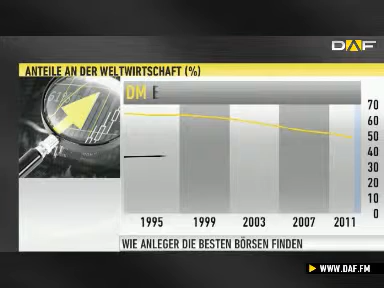 DAF
ANTEILE AN DER WELTWIRTSCHAFT (%)
DM E
70
60
50
40
30
20
10
0
1995 1999 2003 2007 2011
WIE ANLEGER DIE BESTEN BÖRSEN FINDEN
WWW.DAF.FM